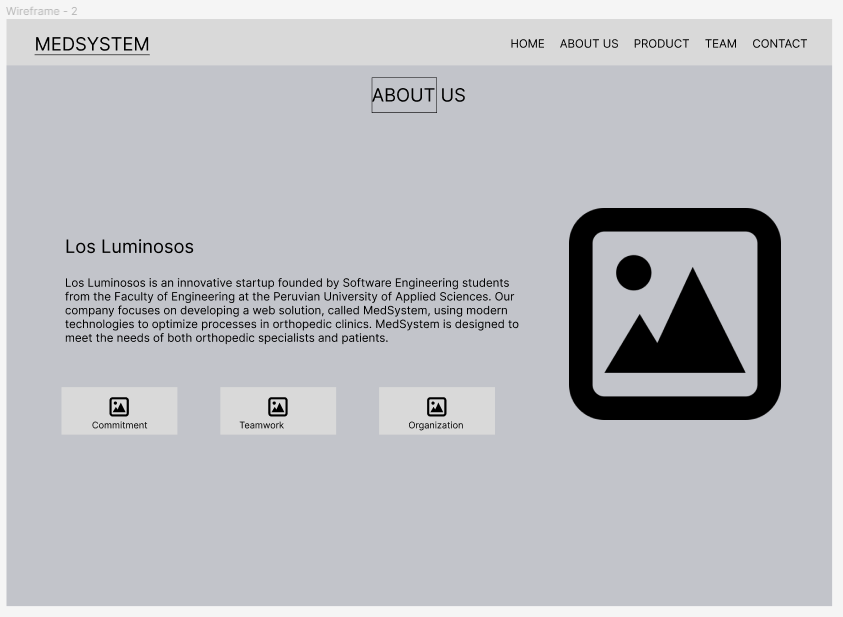 Wireframe - 2
MEDSYSTEM
HOME ABOUT US PRODUCT TEAM CONTACT
ABOUT US
Los Luminosos
Los Luminosos is an innovative startup founded by Software Engineering students
from the Faculty of Engineering at the Peruvian University of Applied Sciences. Our
company focuses on developing a web solution, called MedSystem, using modern
technologies to optimize processes in orthopedic clinics. MedSystem is designed to
meet the needs of both orthopedic specialists and patients.
Commitment
Teamwork
Organization